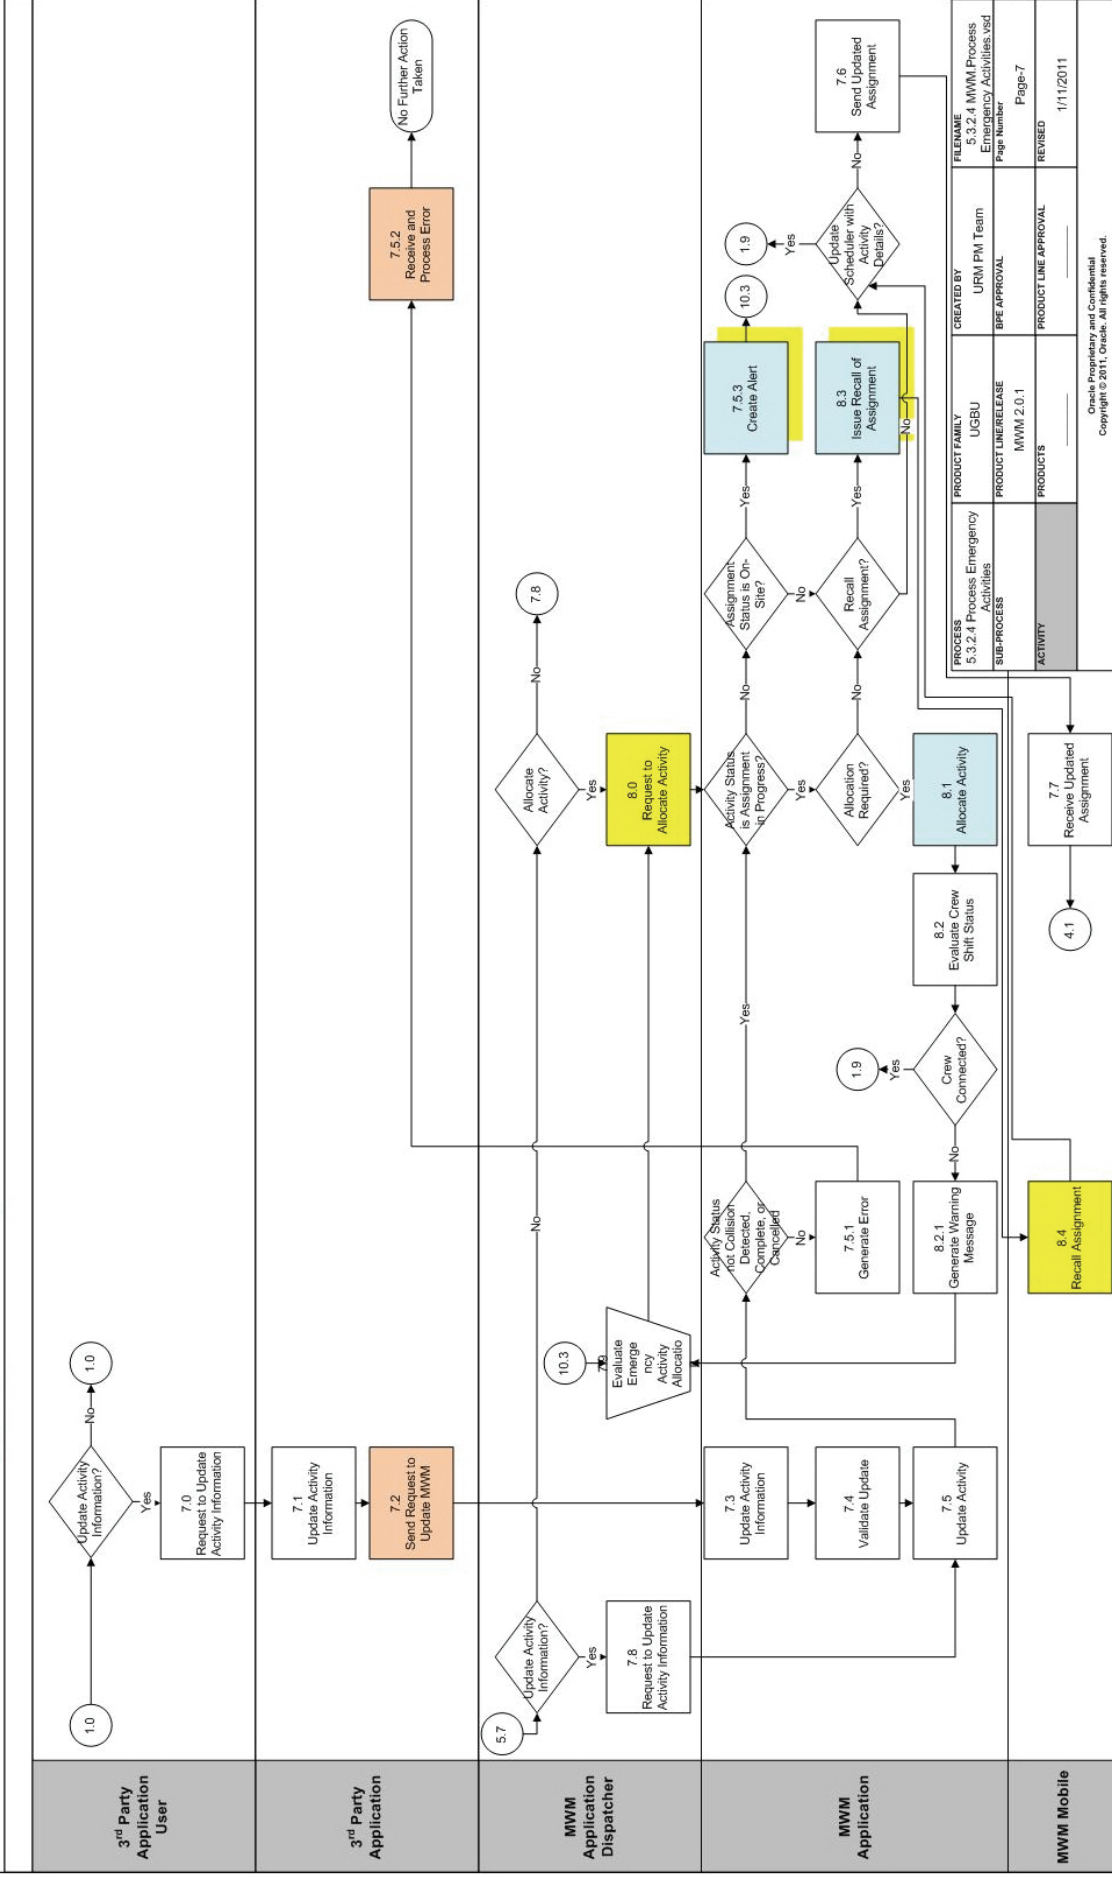 3rd Party
Application
User
1.0
Update Activity
Information?
No
1.0
Yes
7.0
Request to Update
Activity Information
3rd Party
Application
7.1
Update Activity
Information
7.2
Send Request to
Update MWM
7.5.2
Receive and
Process Error
No Further Action
Taken
MWM
Application
Dispatcher
5.7
Update Activity
Information?
No
Yes
7.8
Request to Update
Activity Information
10.3
Evaluate
Emerge
ncy
Activity
Allocatio
Allocate
Activity?
No
7.8
Yes
8.0
Request to
Allocate Activity
MWM
Application
7.3
Update Activity
Information
7.4
Validate Update
7.5
Update Activity
Activity Status
not Collision
Detected,
Complete, or
Cancelled
Yes
No
7.5.1
Generate Error
8.2.1
Generate Warning
Message
No
Crew
Connected?
Yes
1.9
8.2
Evaluate Crew
Shift Status
8.1
Allocate Activity
Activity Status
is Assignment
in Progress?
No
Yes
Allocation
Required?
No
Yes
Assignment
Status is On-
Site?
Yes
No
Recall
Assignment?
Yes
No
7.5.3
Create Alert
10.3
8.3
Issue Recall of
Assignment
Update
Scheduler with
Activity
Details?
Yes
1.9
No
7.6
Send Updated
Assignment
MWM Mobile
8.4
Recall Assignment
4.1
7.7
Receive Updated
Assignment
PROCESS
5.3.2.4 Process Emergency
Activities
PRODUCT FAMILY
UGBU
CREATED BY
URM PM Team
FILENAME
5.3.2.4 MWM.Process
Emergency Activities.vsd
SUB-PROCESS
PRODUCT LINE/RELEASE
MWM 2.0.1
BPE APPROVAL
Page Number
Page-7
ACTIVITY
PRODUCTS
PRODUCT LINE APPROVAL
REVISED
1/11/2011
Oracle Proprietary and Confidential
Copyright © 2011, Oracle. All rights reserved.